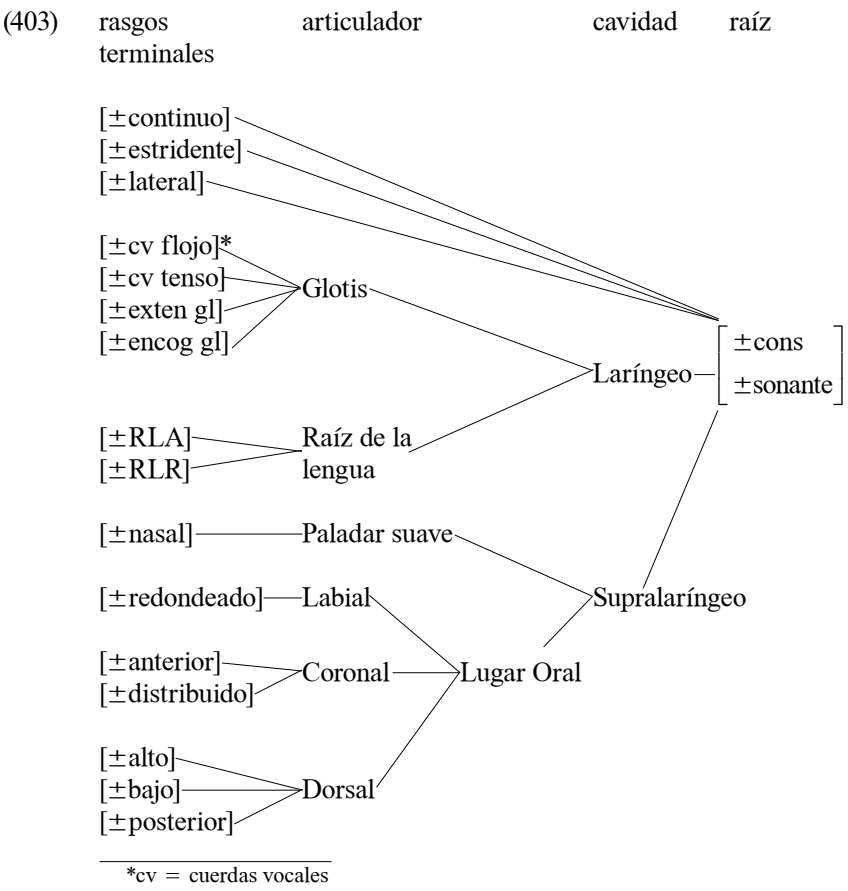 (403) rasgos articulador cavidad raíz
terminales
[±continuo]
[±estridente]
[±lateral]
[±cv flojo]*
[±cv tenso]
Glotis
[±exten gl]
[±encog gl]
±cons
Laríngeo
±sonante
[±RLA] Raíz de la
[±RLR] lengua
[±nasal] Paladar suave
[±redondeado] Labial Supralaríngeo
[±anterior]
Coronal Lugar Oral
[±distribuido]
[±alto]
[±bajo] Dorsal
[±posterior]
*cv = cuerdas vocales